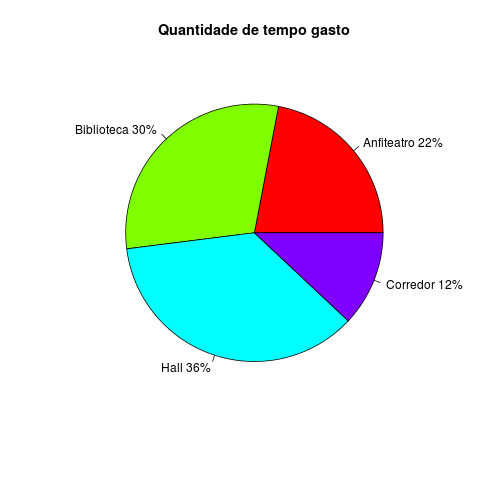 Quantidade de tempo gasto
Biblioteca 30%
Anfiteatro 22%
Corredor 12%
Hall 36%